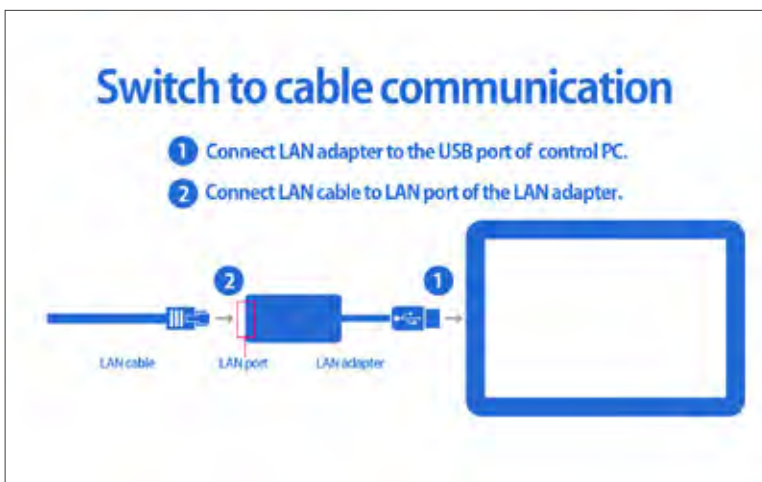 Switch to cable communication
1 Connect LAN adapter to the USB port of control PC.
2 Connect LAN cable to LAN port of the LAN adapter.
2
1
LAN cable
LAN port
LAN adapter